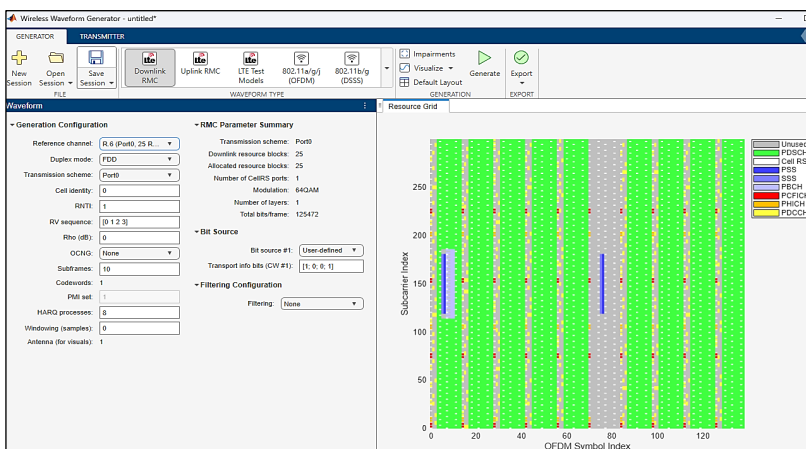 Wireless Waveform Generator - untitled*
GENERATOR
TRANSMITTER
New Session
Open Session
Save Session
FILE
Downlink RMC
Uplink RMC
LTE Test Models
802.11a/g/j (OFDM)
802.11b/g (DSSS)
WAVEFORM TYPE
Impairments
Visualize
Default Layout
Generate
GENERATION
Export
EXPORT
Waveform
Generation Configuration
Reference channel: R.6 (Port0, 25 R...
Duplex mode: FDD
Transmission scheme: Port0
Cell identity: 0
RNTI: 1
RV sequence: [0 1 2 3]
Rho (dB): 0
OCNG: None
Subframes: 10
Codewords: 1
PMI set: 1
HARQ processes: 8
Windowing (samples): 0
Antenna (for visuals): 1
RMC Parameter Summary
Transmission scheme: Port0
Downlink resource blocks: 25
Allocated resource blocks: 25
Number of CellRS ports: 1
Modulation: 64QAM
Number of layers: 1
Total bits/frame: 125472
Bit Source
Bit source #1: User-defined
Transport info bits (CW #1): [1; 0; 0; 1]
Filtering Configuration
Filtering: None
Resource Grid
Subcarrier Index
250
200
150
100
50
0
0 20 40 60 80 100 120
OFDM Symbol Index
Unused
PDSCH
Cell RS
PSS
SSS
PBCH
PCFICH
PHICH
PDCCH